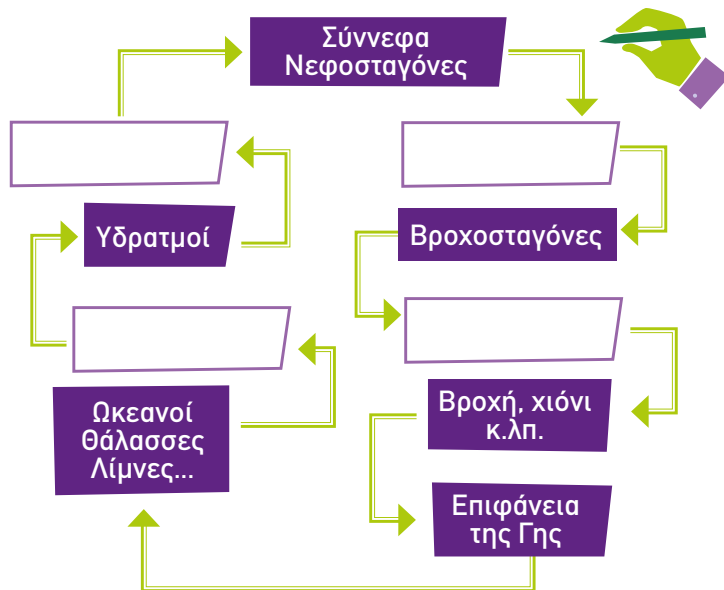 Σύννεφα
Νεφοσταγόνες
Υδρατμοί
Βροχοσταγόνες
Ωκεανοί
Θάλασσες
Λίμνες...
Βροχή, χιόνι
κ.λπ.
Επιφάνεια
της Γης